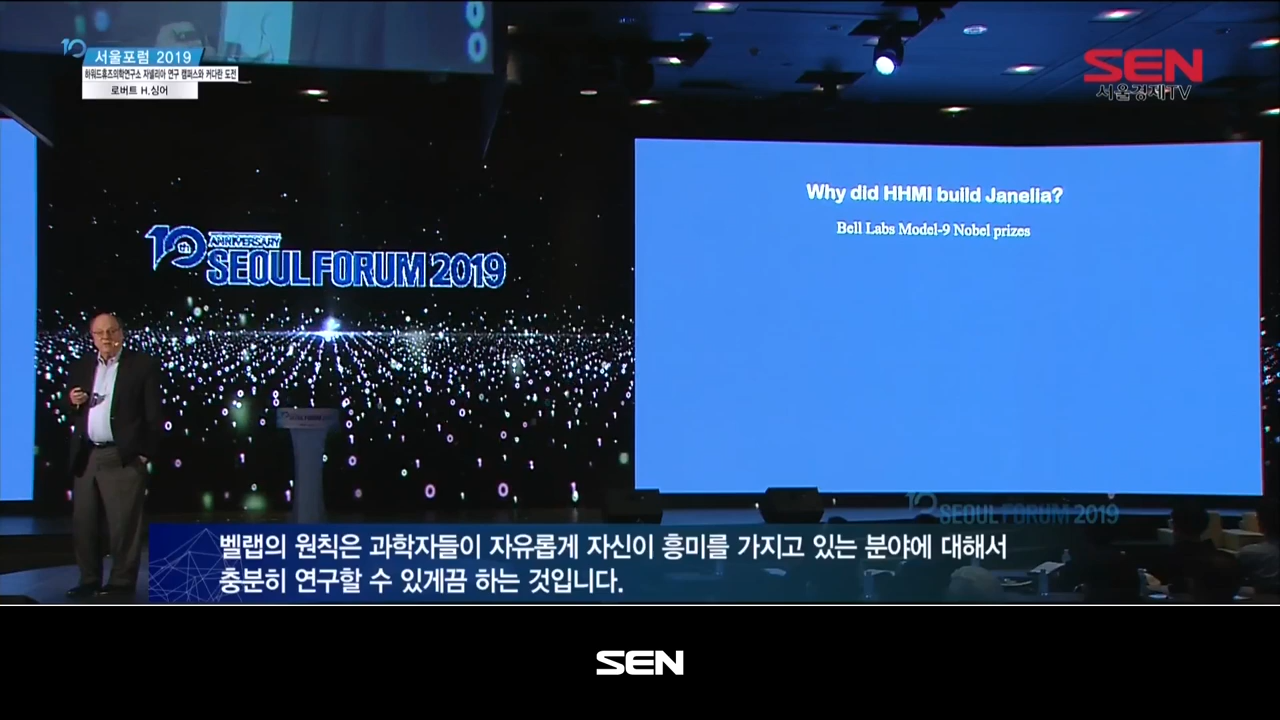 10 서울포럼 2019
하워드휴즈의학연구소 자넬리아 연구 캠퍼스와 커다란 도전
로버트 H.싱어
SEN
서울경제TV
Why did HHMI build Janelia?
Bell Labs Model-9 Nobel prizes
10th ANNIVERSARY
SEOUL FORUM 2019
SEOUL FORUM
10 SEOUL FORUM 2019
벨랩의 원칙은 과학자들이 자유롭게 자신이 흥미를 가지고 있는 분야에 대해서
충분히 연구할 수 있게끔 하는 것입니다.
SEN